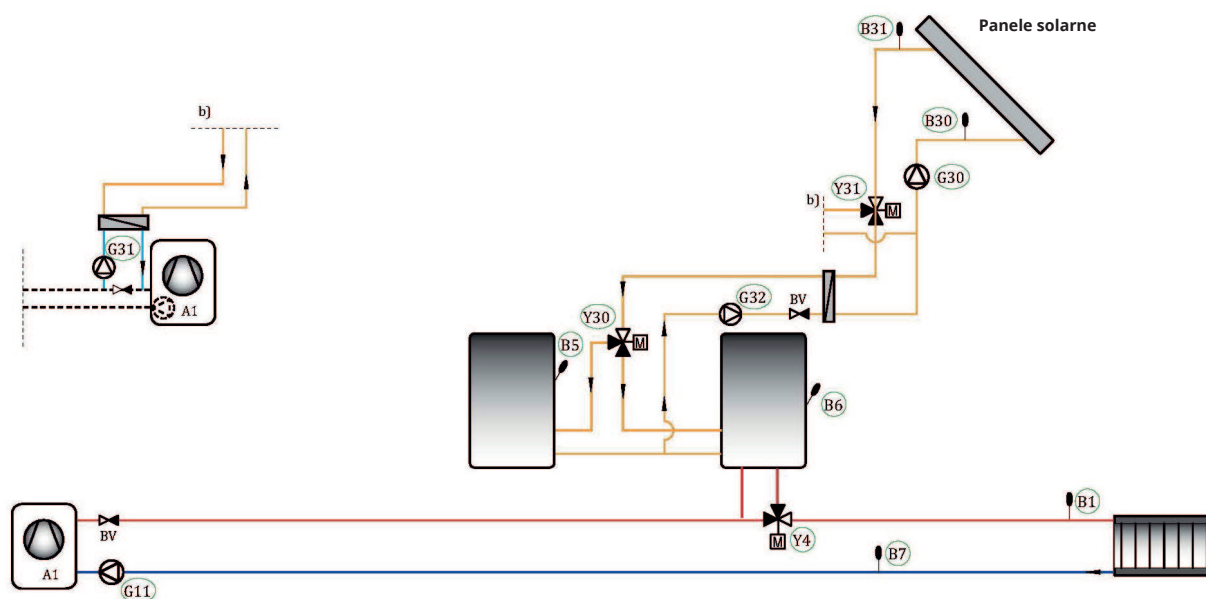 Panele solarne
B31
b)
B30
G30
Y31
M
b)
G31
A1
G32
BV
Y30
M
B5
B6
B1
BV
M
Y4
B7
A1
G11